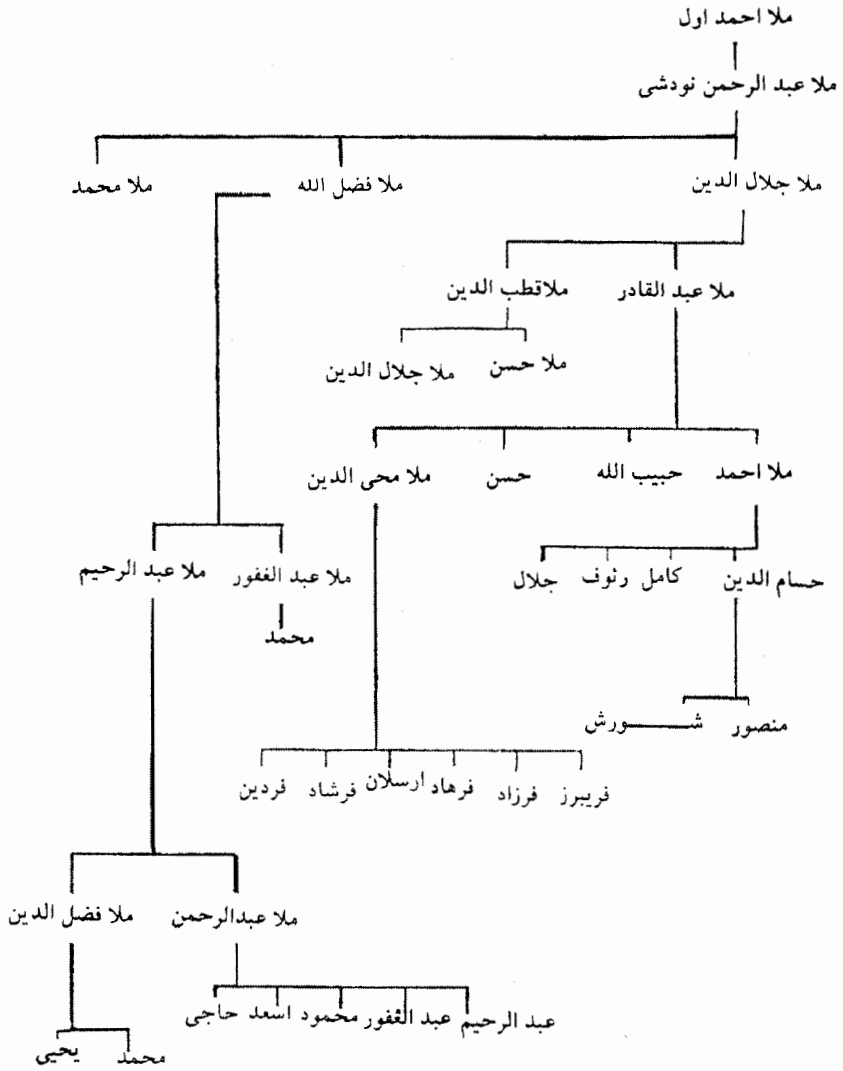 ملا احمد اول
ملا عبد الرحمن نودشی
ملا جلال الدین ملا فضل الله ملا محمد
ملا عبد القادر ملاقطب الدین
ملا حسن ملا جلال الدین
ملا احمد حبیب الله حسن ملا محی الدین
حسام الدین کامل رئوف جلال ملا عبد الغفور ملا عبد الرحیم
محمد
منصور شــورش
فریبرز فرزاد فرهاد ارسلان فرشاد فردین
ملا عبدالرحمن ملا فضل الدین
عبد الرحیم عبد الغفور محمود اسعد حاجی
محمد یحیی